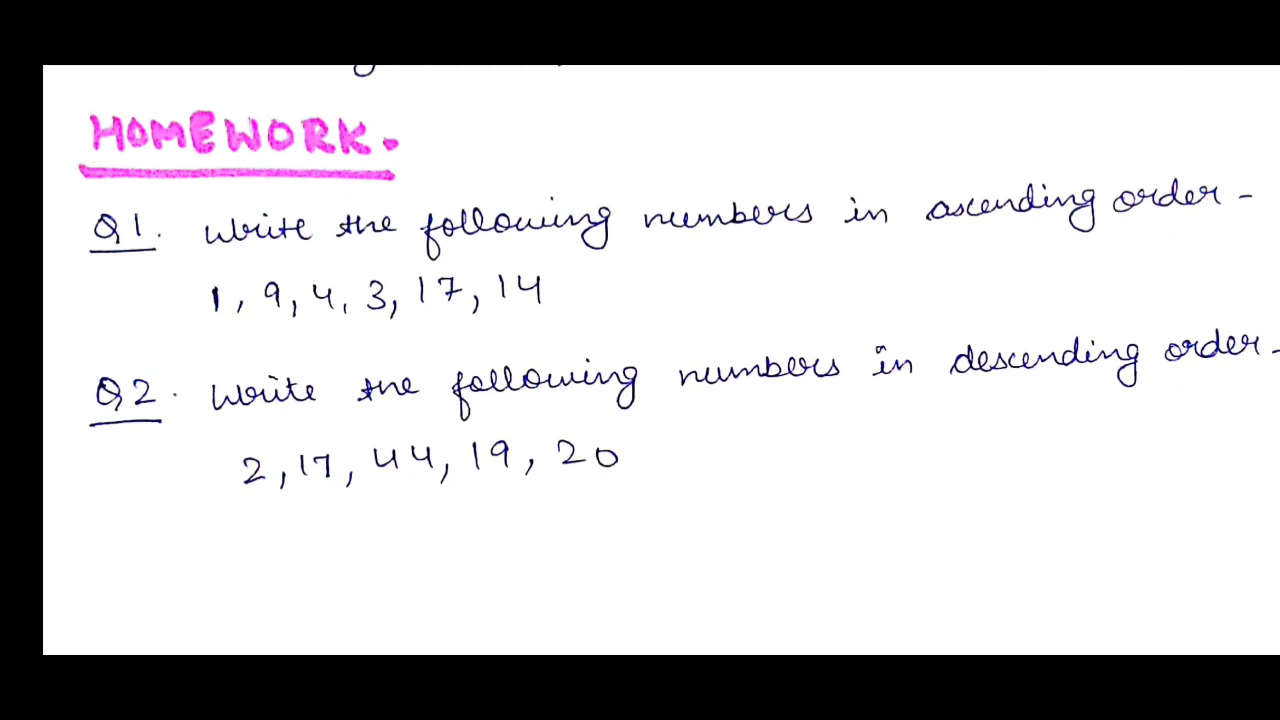 HOMEWORK.
Q1. Write the following numbers in ascending order -
1, 9, 4, 3, 17, 14
Q2. Write the following numbers in descending order -
2, 17, 44, 19, 20